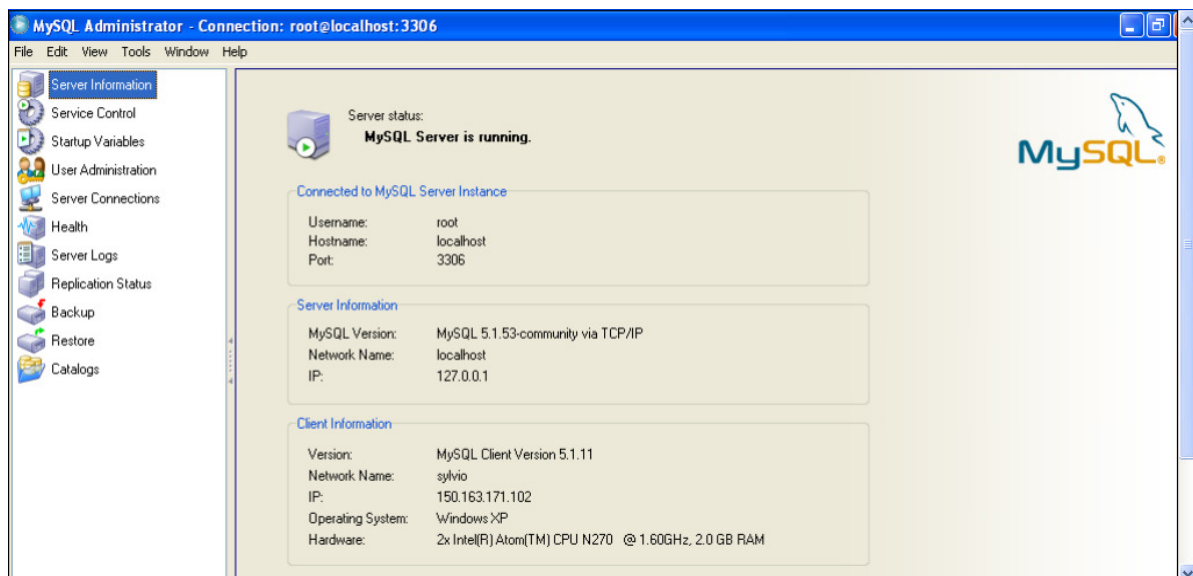 MySQL Administrator - Connection: root@localhost:3306
File Edit View Tools Window Help
Server Information
Service Control
Startup Variables
User Administration
Server Connections
Health
Server Logs
Replication Status
Backup
Restore
Catalogs
Server status:
MySQL Server is running.
MySQL®
Connected to MySQL Server Instance
Username: root
Hostname: localhost
Port: 3306
Server Information
MySQL Version: MySQL 5.1.53-community via TCP/IP
Network Name: localhost
IP: 127.0.0.1
Client Information
Version: MySQL Client Version 5.1.11
Network Name: sylvio
IP: 150.163.171.102
Operating System: Windows XP
Hardware: 2x Intel(R) Atom(TM) CPU N270 @ 1.60GHz, 2.0 GB RAM